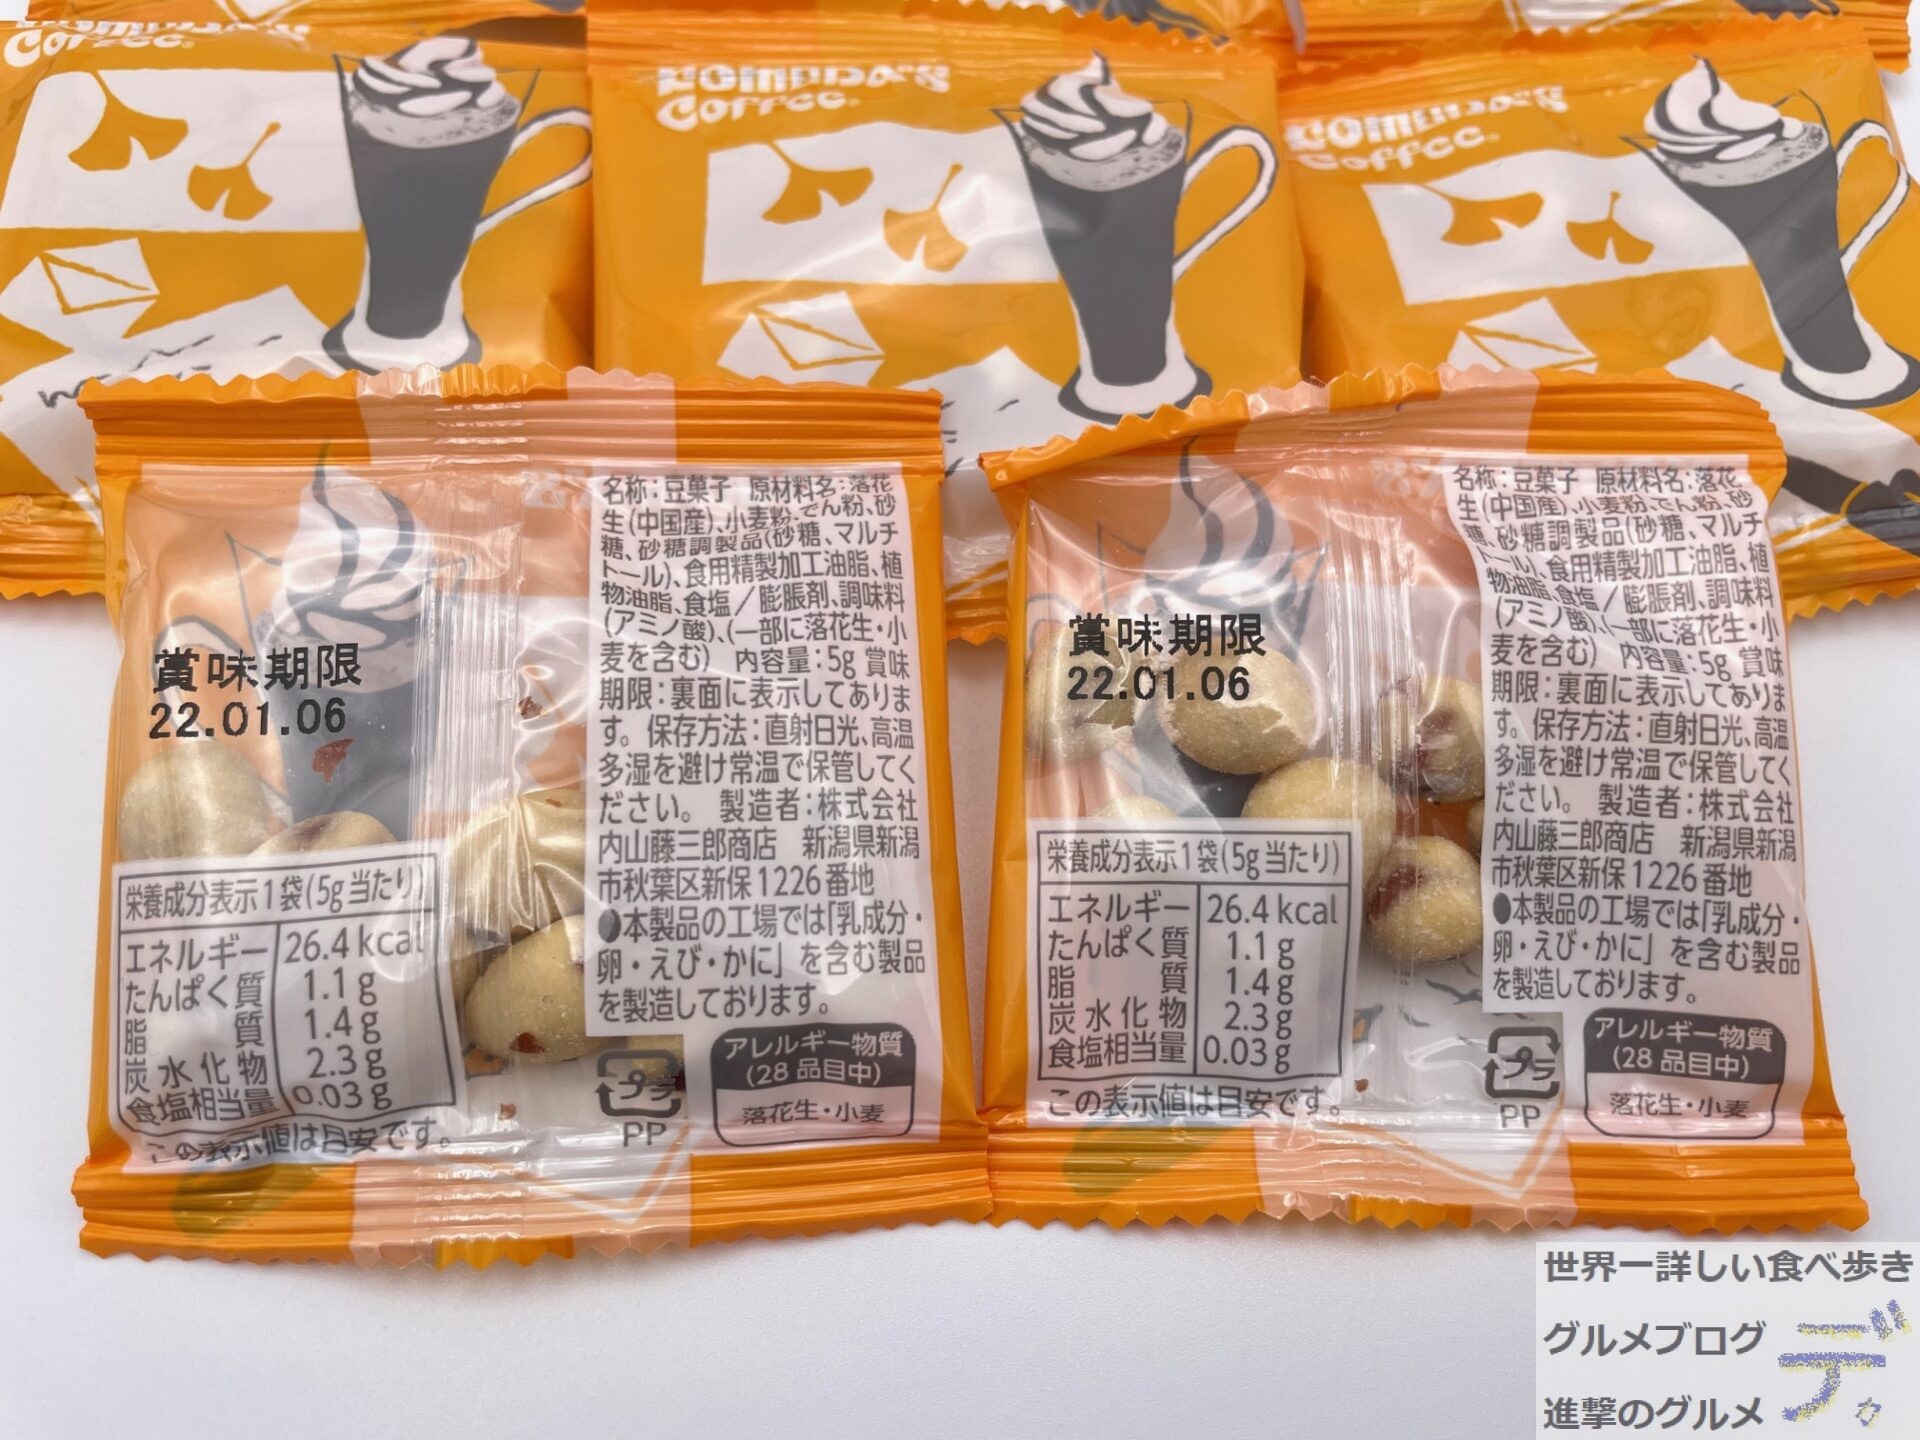 Coffee
KOMEDA'S
Coffee
KOMEDA'S
Coffee
賞味期限
22.01.06
名称:豆菓子 原材料名:落花
生(中国産)、小麦粉、でん粉、砂
糖、砂糖調製品(砂糖、マルチ
トール)、食用精製加工油脂、植
物油脂、食塩/膨脹剤、調味料
(アミノ酸)、(一部に落花生・小
麦を含む) 内容量:5g 賞味
期限:裏面に表示してありま
す。保存方法:直射日光、高温
多湿を避け常温で保管してく
ださい。 製造者:株式会社
内山藤三郎商店 新潟県新潟
市秋葉区新保1226番地
●本製品の工場では「乳成分・
卵・えび・かに」を含む製品
を製造しております。
栄養成分表示1袋(5g当たり)
エネルギー 26.4kcal
たんぱく質 1.1g
脂質 1.4g
炭水化物 2.3g
食塩相当量 0.03g
この表示値は目安です。
プラ
PP
アレルギー物質
(28品目中)
落花生・小麦
賞味期限
22.01.06
名称:豆菓子 原材料名:落花
生(中国産)、小麦粉、でん粉、砂
糖、砂糖調製品(砂糖、マルチ
トール)、食用精製加工油脂、植
物油脂、食塩/膨脹剤、調味料
(アミノ酸)、(一部に落花生・小
麦を含む) 内容量:5g 賞味
期限:裏面に表示してありま
す。保存方法:直射日光、高温
多湿を避け常温で保管してく
ださい。 製造者:株式会社
内山藤三郎商店 新潟県新潟
市秋葉区新保1226番地
●本製品の工場では「乳成分・
卵・えび・かに」を含む製品
を製造しております。
栄養成分表示1袋(5g当たり)
エネルギー 26.4kcal
たんぱく質 1.1g
脂質 1.4g
炭水化物 2.3g
食塩相当量 0.03g
この表示値は目安です。
プラ
PP
アレルギー物質
(28品目中)
落花生・小麦
世界一詳しい食べ歩き
グルメブログ
進撃のグルメ
デ。